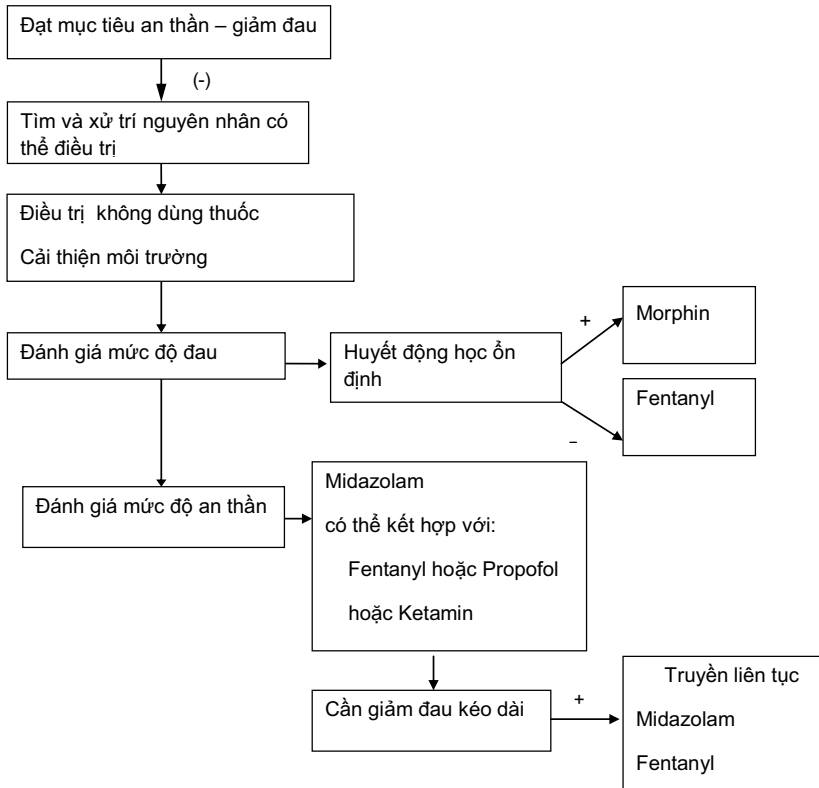 Đạt mục tiêu an thần – giảm đau
(-)
Tìm và xử trí nguyên nhân có
thể điều trị
Điều trị không dùng thuốc
Cải thiện môi trường
Đánh giá mức độ đau
Huyết động học ổn
định
+
Morphin
–
Fentanyl
Đánh giá mức độ an thần
Midazolam
có thể kết hợp với:
Fentanyl hoặc Propofol
hoặc Ketamin
Cần giảm đau kéo dài
+
Truyền liên tục
Midazolam
Fentanyl